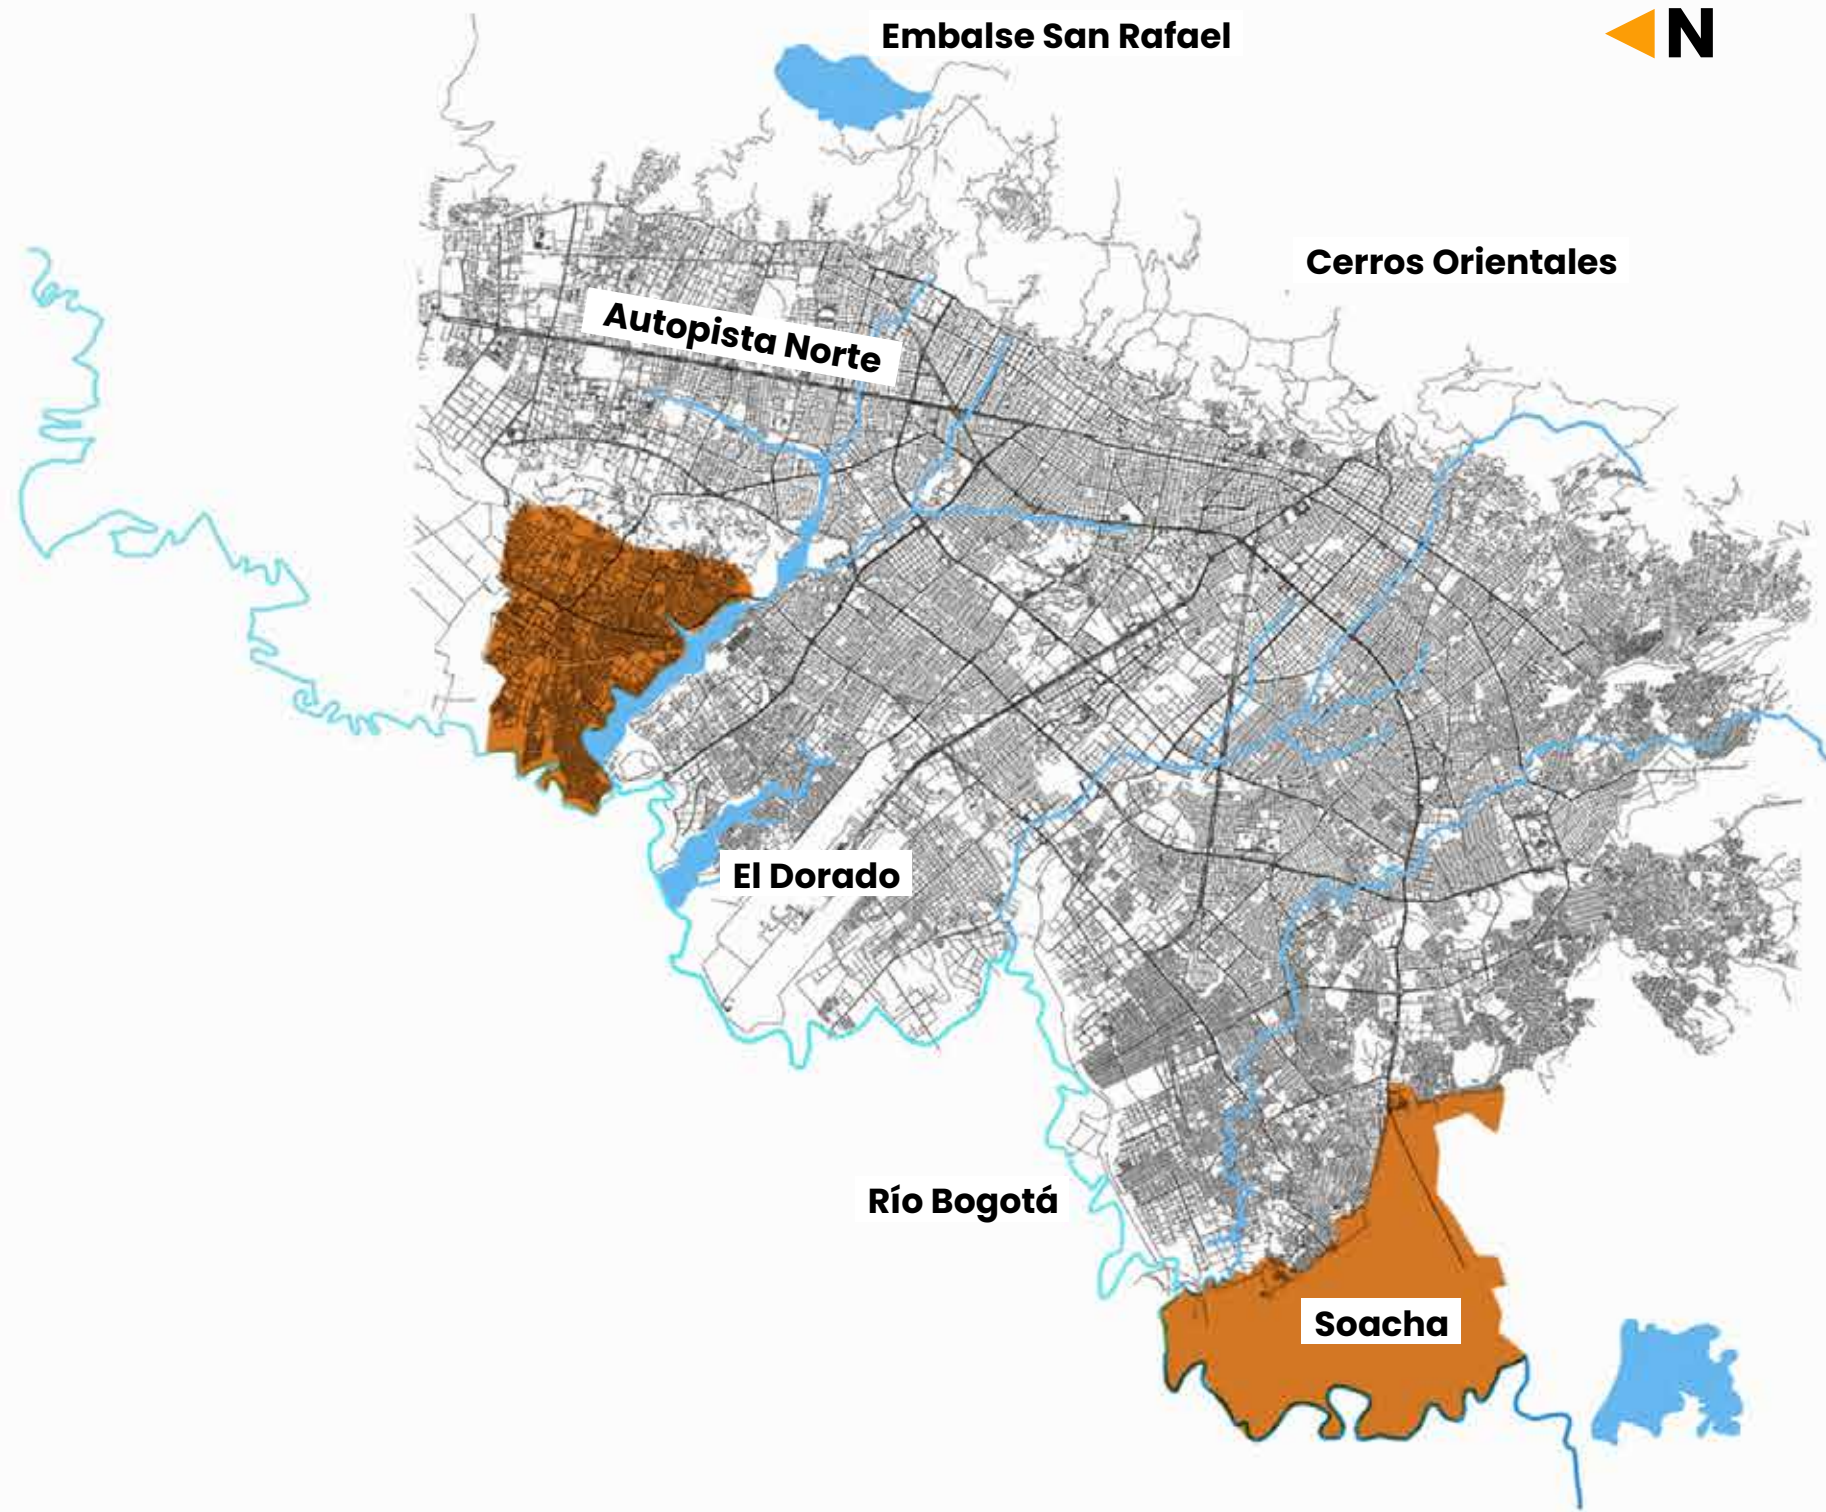 Embalse San Rafael
N
Cerros Orientales
Autopista Norte
El Dorado
Río Bogotá
Soacha